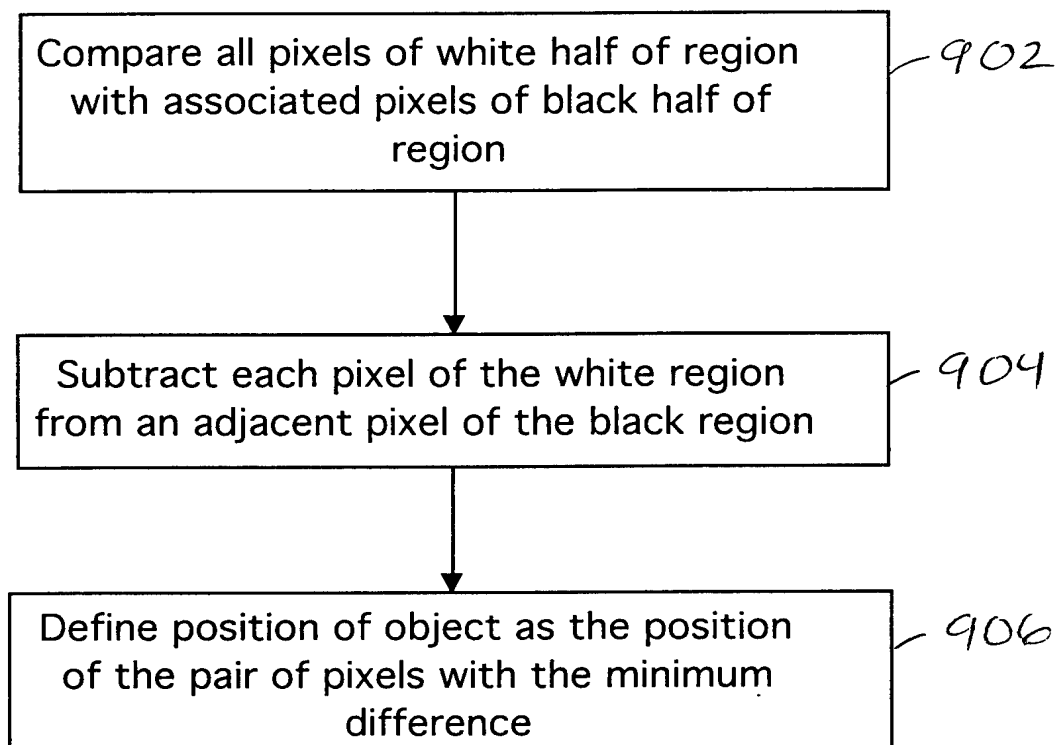 Compare all pixels of white half of region
with associated pixels of black half of
region
902
Subtract each pixel of the white region
from an adjacent pixel of the black region
904
Define position of object as the position
of the pair of pixels with the minimum
difference
906